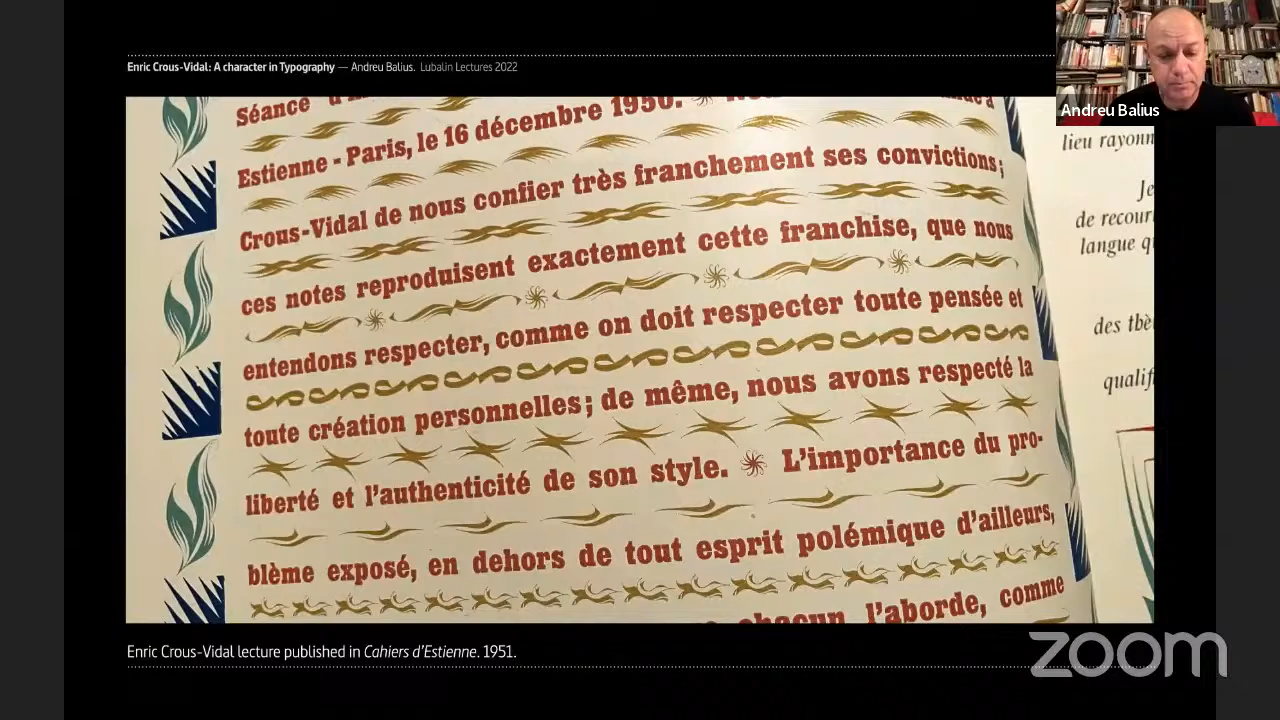 Enric Crous-Vidal: A character in Typography — Andreu Balius. Lubalin Lectures 2022
Andreu Balius
Séance
Estienne - Paris, le 16 décembre 1950.
Crous-Vidal de nous confier très franchement ses convictions;
ces notes reproduisent exactement cette franchise, que nous
entendons respecter, comme on doit respecter toute pensée et
toute création personnelles; de même, nous avons respecté la
liberté et l'authenticité de son style. L'importance du pro-
blème exposé, en dehors de tout esprit polémique d'ailleurs,
chacun l'aborde, comme
lieu
Je
de
langue
des
Enric Crous-Vidal lecture published in Cahiers d'Estienne. 1951.
zoom